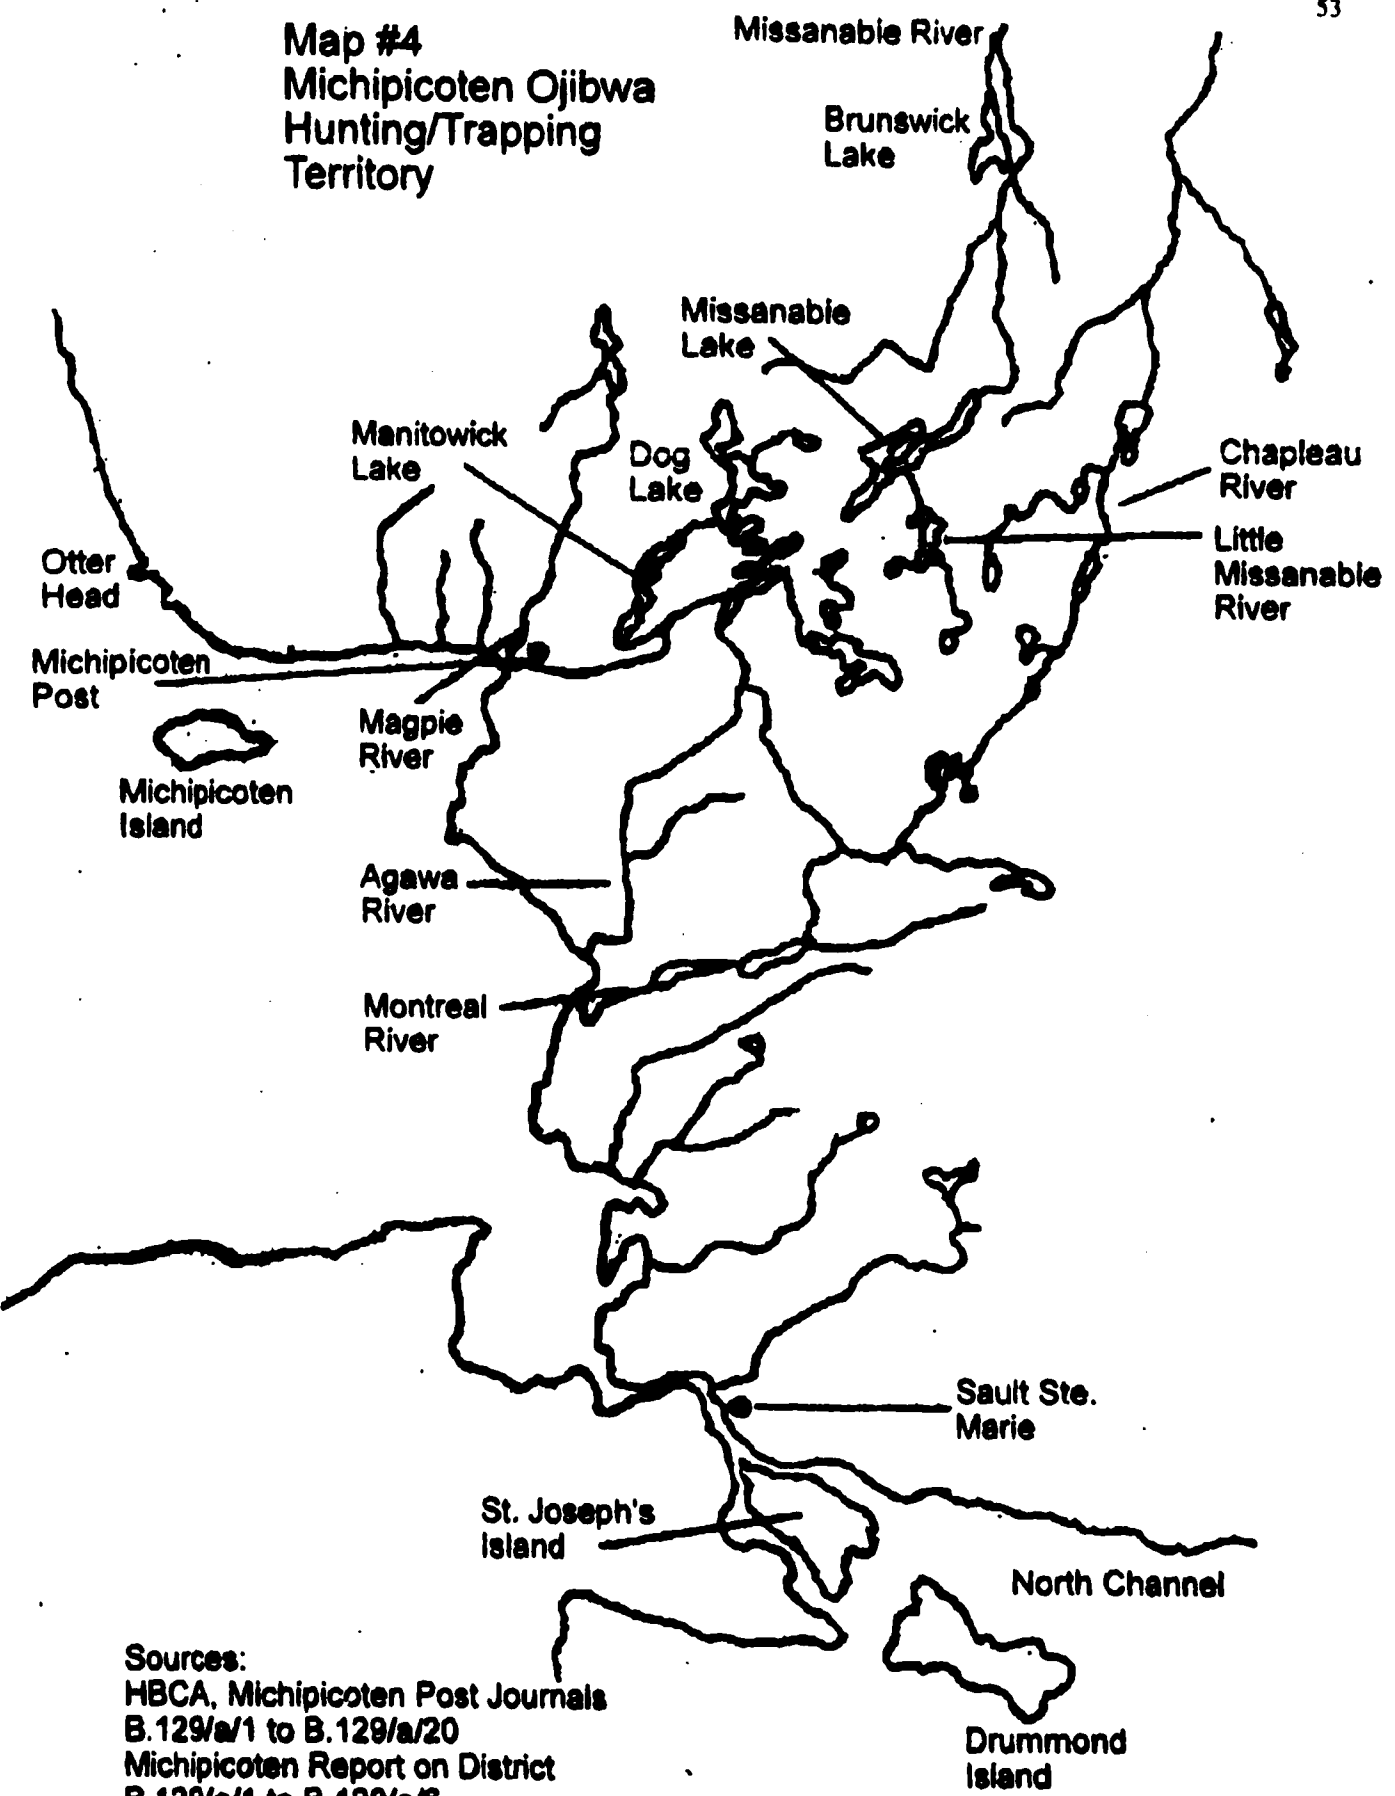 53
Map #4
Michipicoten Ojibwa
Hunting/Trapping
Territory
Missanabie River
Brunswick
Lake
Missanabie
Lake
Manitowick
Lake
Dog
Lake
Chapleau
River
Little
Missanabie
River
Otter
Head
Michipicoten
Post
Magpie
River
Michipicoten
Island
Agawa
River
Montreal
River
Sault Ste.
Marie
St. Joseph's
Island
North Channel
Drummond
Island
Sources:
HBCA, Michipicoten Post Journals
B.129/a/1 to B.129/a/20
Michipicoten Report on District